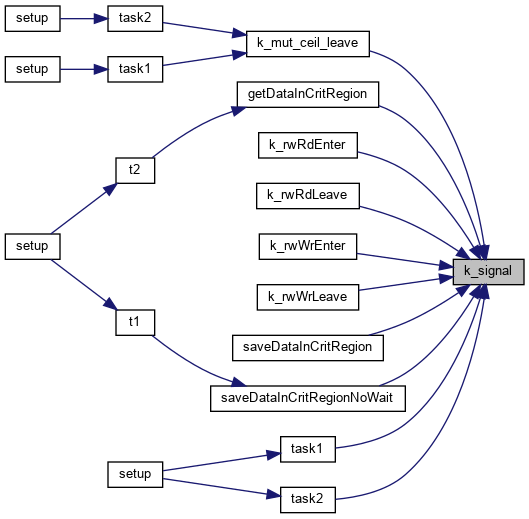 setup
task2
k_mut_ceil_leave
setup
task1
getDataInCritRegion
k_rwRdEnter
t2
k_rwRdLeave
setup
k_rwWrEnter
k_signal
k_rwWrLeave
t1
saveDataInCritRegion
saveDataInCritRegionNoWait
task1
setup
task2